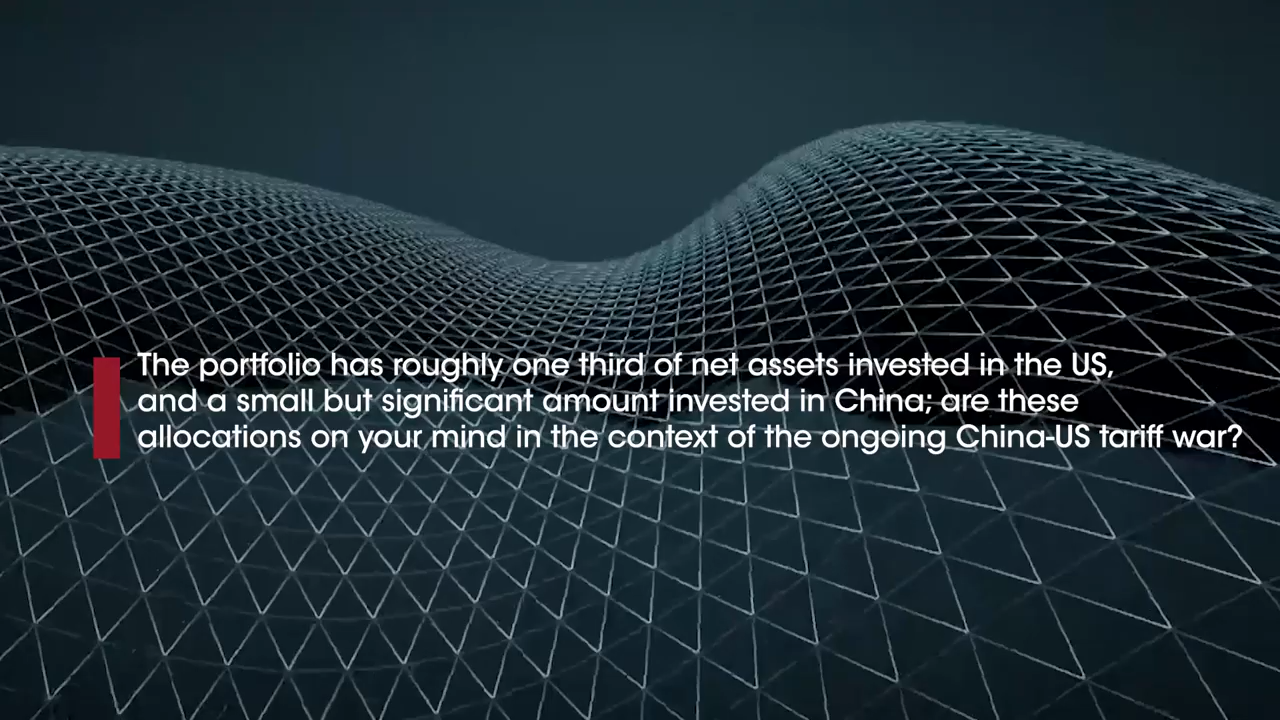 The portfolio has roughly one third of net assets invested in the US,
and a small but significant amount invested in China; are these
allocations on your mind in the context of the ongoing China-US tariff war?